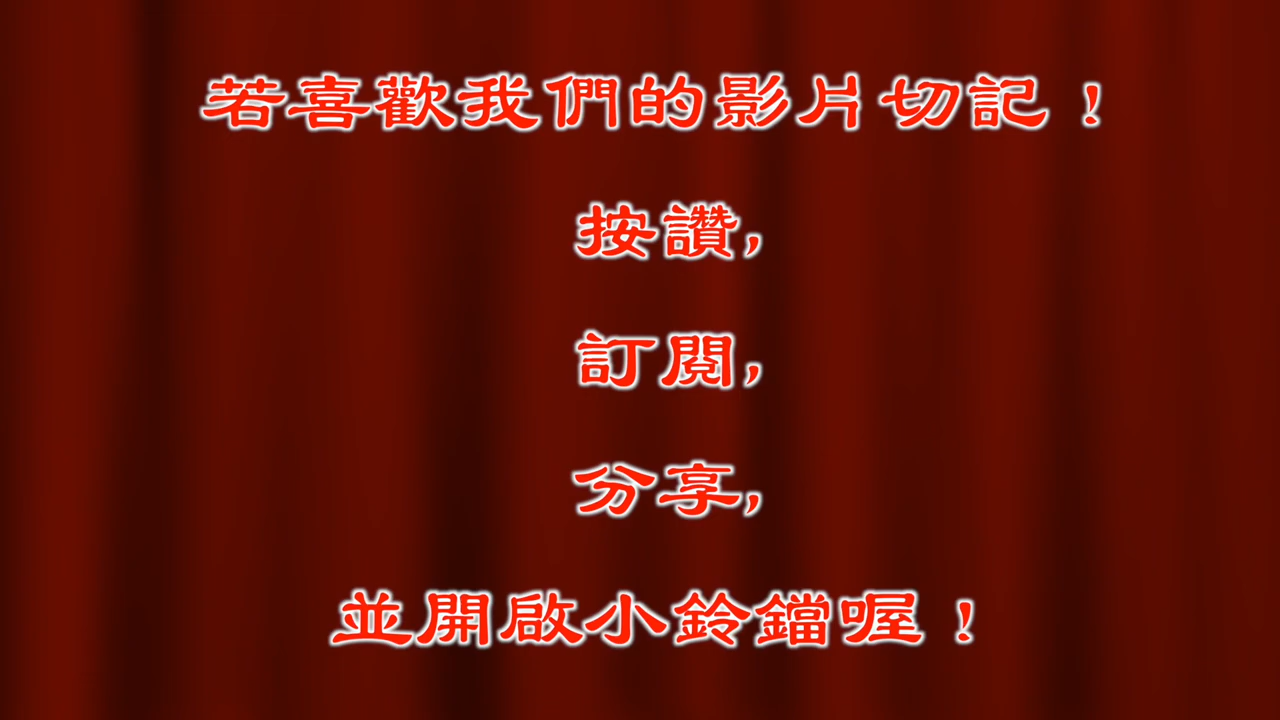 若喜歡我們的影片切記！
按讚,
訂閱,
分享,
並開啟小鈴鐺喔！